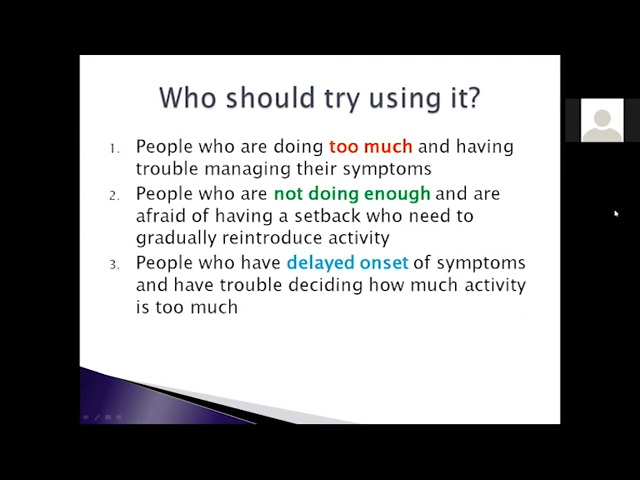 Who should try using it?
1. People who are doing too much and having
trouble managing their symptoms
2. People who are not doing enough and are
afraid of having a setback who need to
gradually reintroduce activity
3. People who have delayed onset of symptoms
and have trouble deciding how much activity
is too much